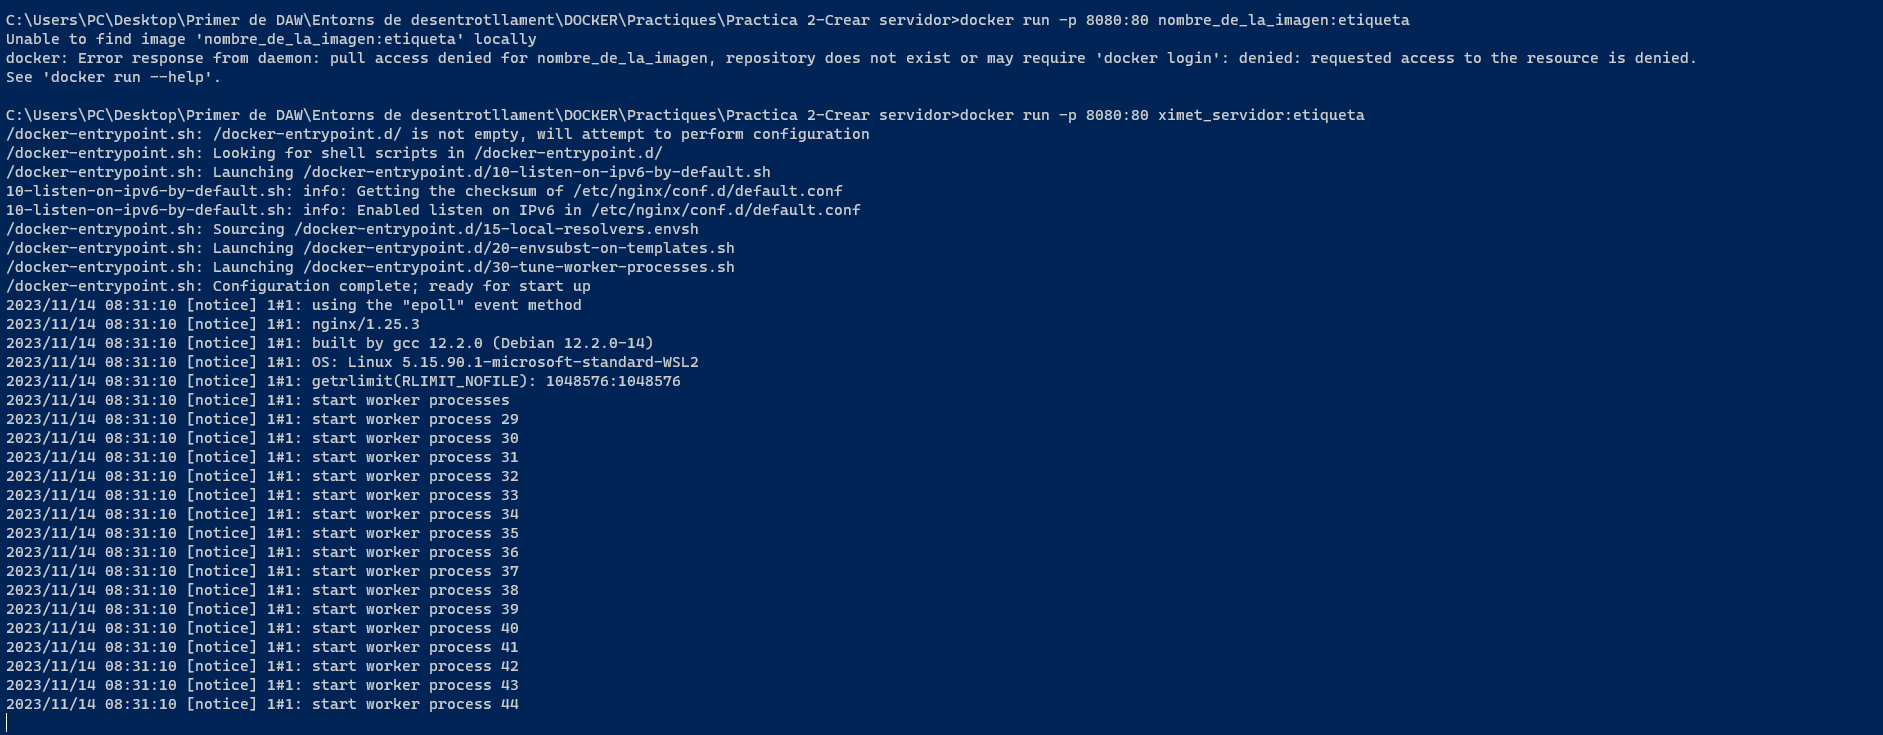 C:\Users\PC\Desktop\Primer de DAW\Entorns de desentrotllament\DOCKER\Practiques\Practica 2-Crear servidor>docker run -p 8080:80 nombre_de_la_imagen:etiqueta
Unable to find image 'nombre_de_la_imagen:etiqueta' locally
docker: Error response from daemon: pull access denied for nombre_de_la_imagen, repository does not exist or may require 'docker login': denied: requested access to the resource is denied.
See 'docker run --help'.
C:\Users\PC\Desktop\Primer de DAW\Entorns de desentrotllament\DOCKER\Practiques\Practica 2-Crear servidor>docker run -p 8080:80 ximet_servidor:etiqueta
/docker-entrypoint.sh: /docker-entrypoint.d/ is not empty, will attempt to perform configuration
/docker-entrypoint.sh: Looking for shell scripts in /docker-entrypoint.d/
/docker-entrypoint.sh: Launching /docker-entrypoint.d/10-listen-on-ipv6-by-default.sh
10-listen-on-ipv6-by-default.sh: info: Getting the checksum of /etc/nginx/conf.d/default.conf
10-listen-on-ipv6-by-default.sh: info: Enabled listen on IPv6 in /etc/nginx/conf.d/default.conf
/docker-entrypoint.sh: Sourcing /docker-entrypoint.d/15-local-resolvers.envsh
/docker-entrypoint.sh: Launching /docker-entrypoint.d/20-envsubst-on-templates.sh
/docker-entrypoint.sh: Launching /docker-entrypoint.d/30-tune-worker-processes.sh
/docker-entrypoint.sh: Configuration complete; ready for start up
2023/11/14 08:31:10 [notice] 1#1: using the "epoll" event method
2023/11/14 08:31:10 [notice] 1#1: nginx/1.25.3
2023/11/14 08:31:10 [notice] 1#1: built by gcc 12.2.0 (Debian 12.2.0-14)
2023/11/14 08:31:10 [notice] 1#1: OS: Linux 5.15.90.1-microsoft-standard-WSL2
2023/11/14 08:31:10 [notice] 1#1: getrlimit(RLIMIT_NOFILE): 1048576:1048576
2023/11/14 08:31:10 [notice] 1#1: start worker processes
2023/11/14 08:31:10 [notice] 1#1: start worker process 29
2023/11/14 08:31:10 [notice] 1#1: start worker process 30
2023/11/14 08:31:10 [notice] 1#1: start worker process 31
2023/11/14 08:31:10 [notice] 1#1: start worker process 32
2023/11/14 08:31:10 [notice] 1#1: start worker process 33
2023/11/14 08:31:10 [notice] 1#1: start worker process 34
2023/11/14 08:31:10 [notice] 1#1: start worker process 35
2023/11/14 08:31:10 [notice] 1#1: start worker process 36
2023/11/14 08:31:10 [notice] 1#1: start worker process 37
2023/11/14 08:31:10 [notice] 1#1: start worker process 38
2023/11/14 08:31:10 [notice] 1#1: start worker process 39
2023/11/14 08:31:10 [notice] 1#1: start worker process 40
2023/11/14 08:31:10 [notice] 1#1: start worker process 41
2023/11/14 08:31:10 [notice] 1#1: start worker process 42
2023/11/14 08:31:10 [notice] 1#1: start worker process 43
2023/11/14 08:31:10 [notice] 1#1: start worker process 44